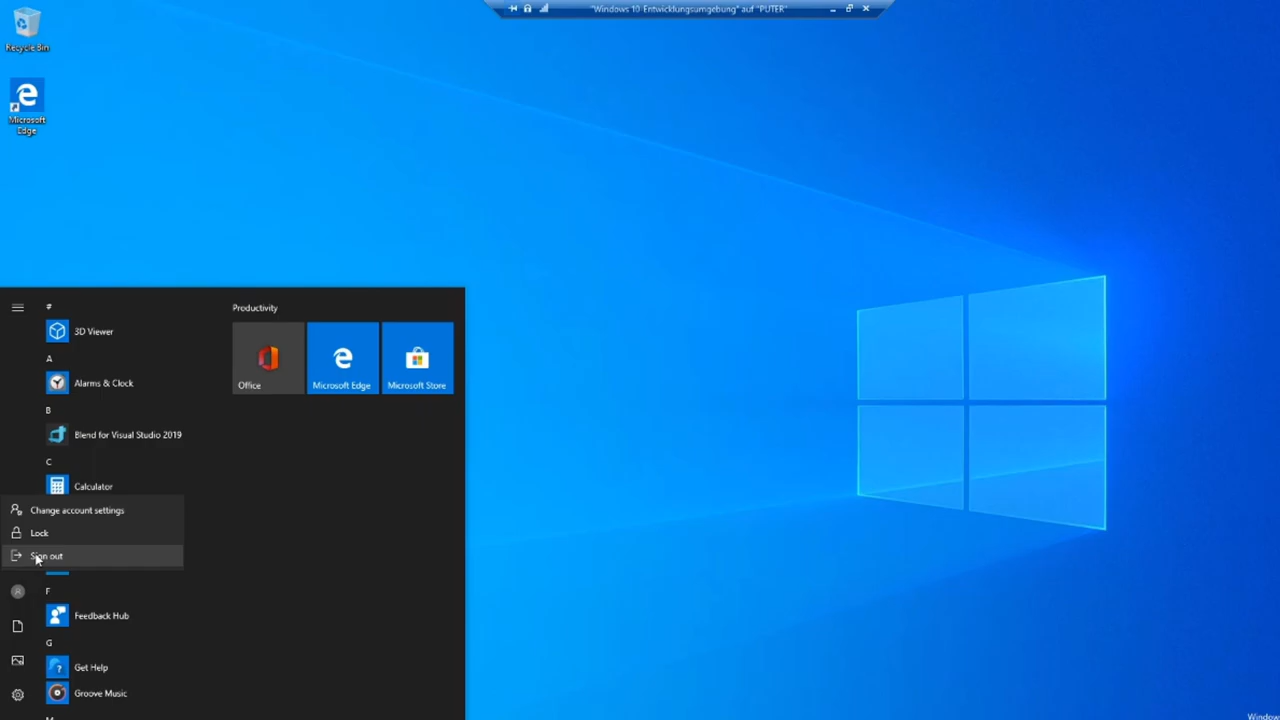 "Windows 10-Entwicklungsumgebung" auf "PUTER"
Recycle Bin
Microsoft
Edge
#
3D Viewer
A
Alarms & Clock
B
Blend for Visual Studio 2019
C
Calculator
Change account settings
Lock
Sign out
F
Feedback Hub
G
Get Help
Groove Music
Productivity
Office
Microsoft Edge
Microsoft Store
Window